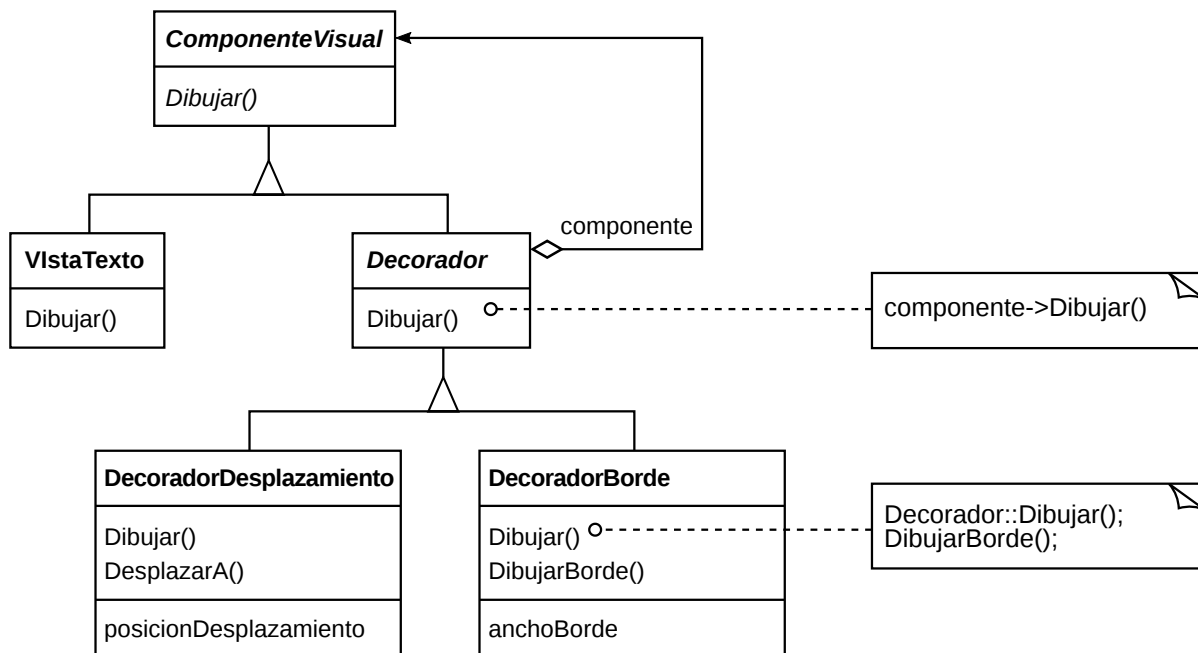 ComponenteVisual
Dibujar()
componente
VIstaTexto
Dibujar()
Decorador
Dibujar()
componente->Dibujar()
DecoradorDesplazamiento
Dibujar()
DesplazarA()
posicionDesplazamiento
DecoradorBorde
Dibujar()
DibujarBorde()
anchoBorde
Decorador::Dibujar();
DibujarBorde();